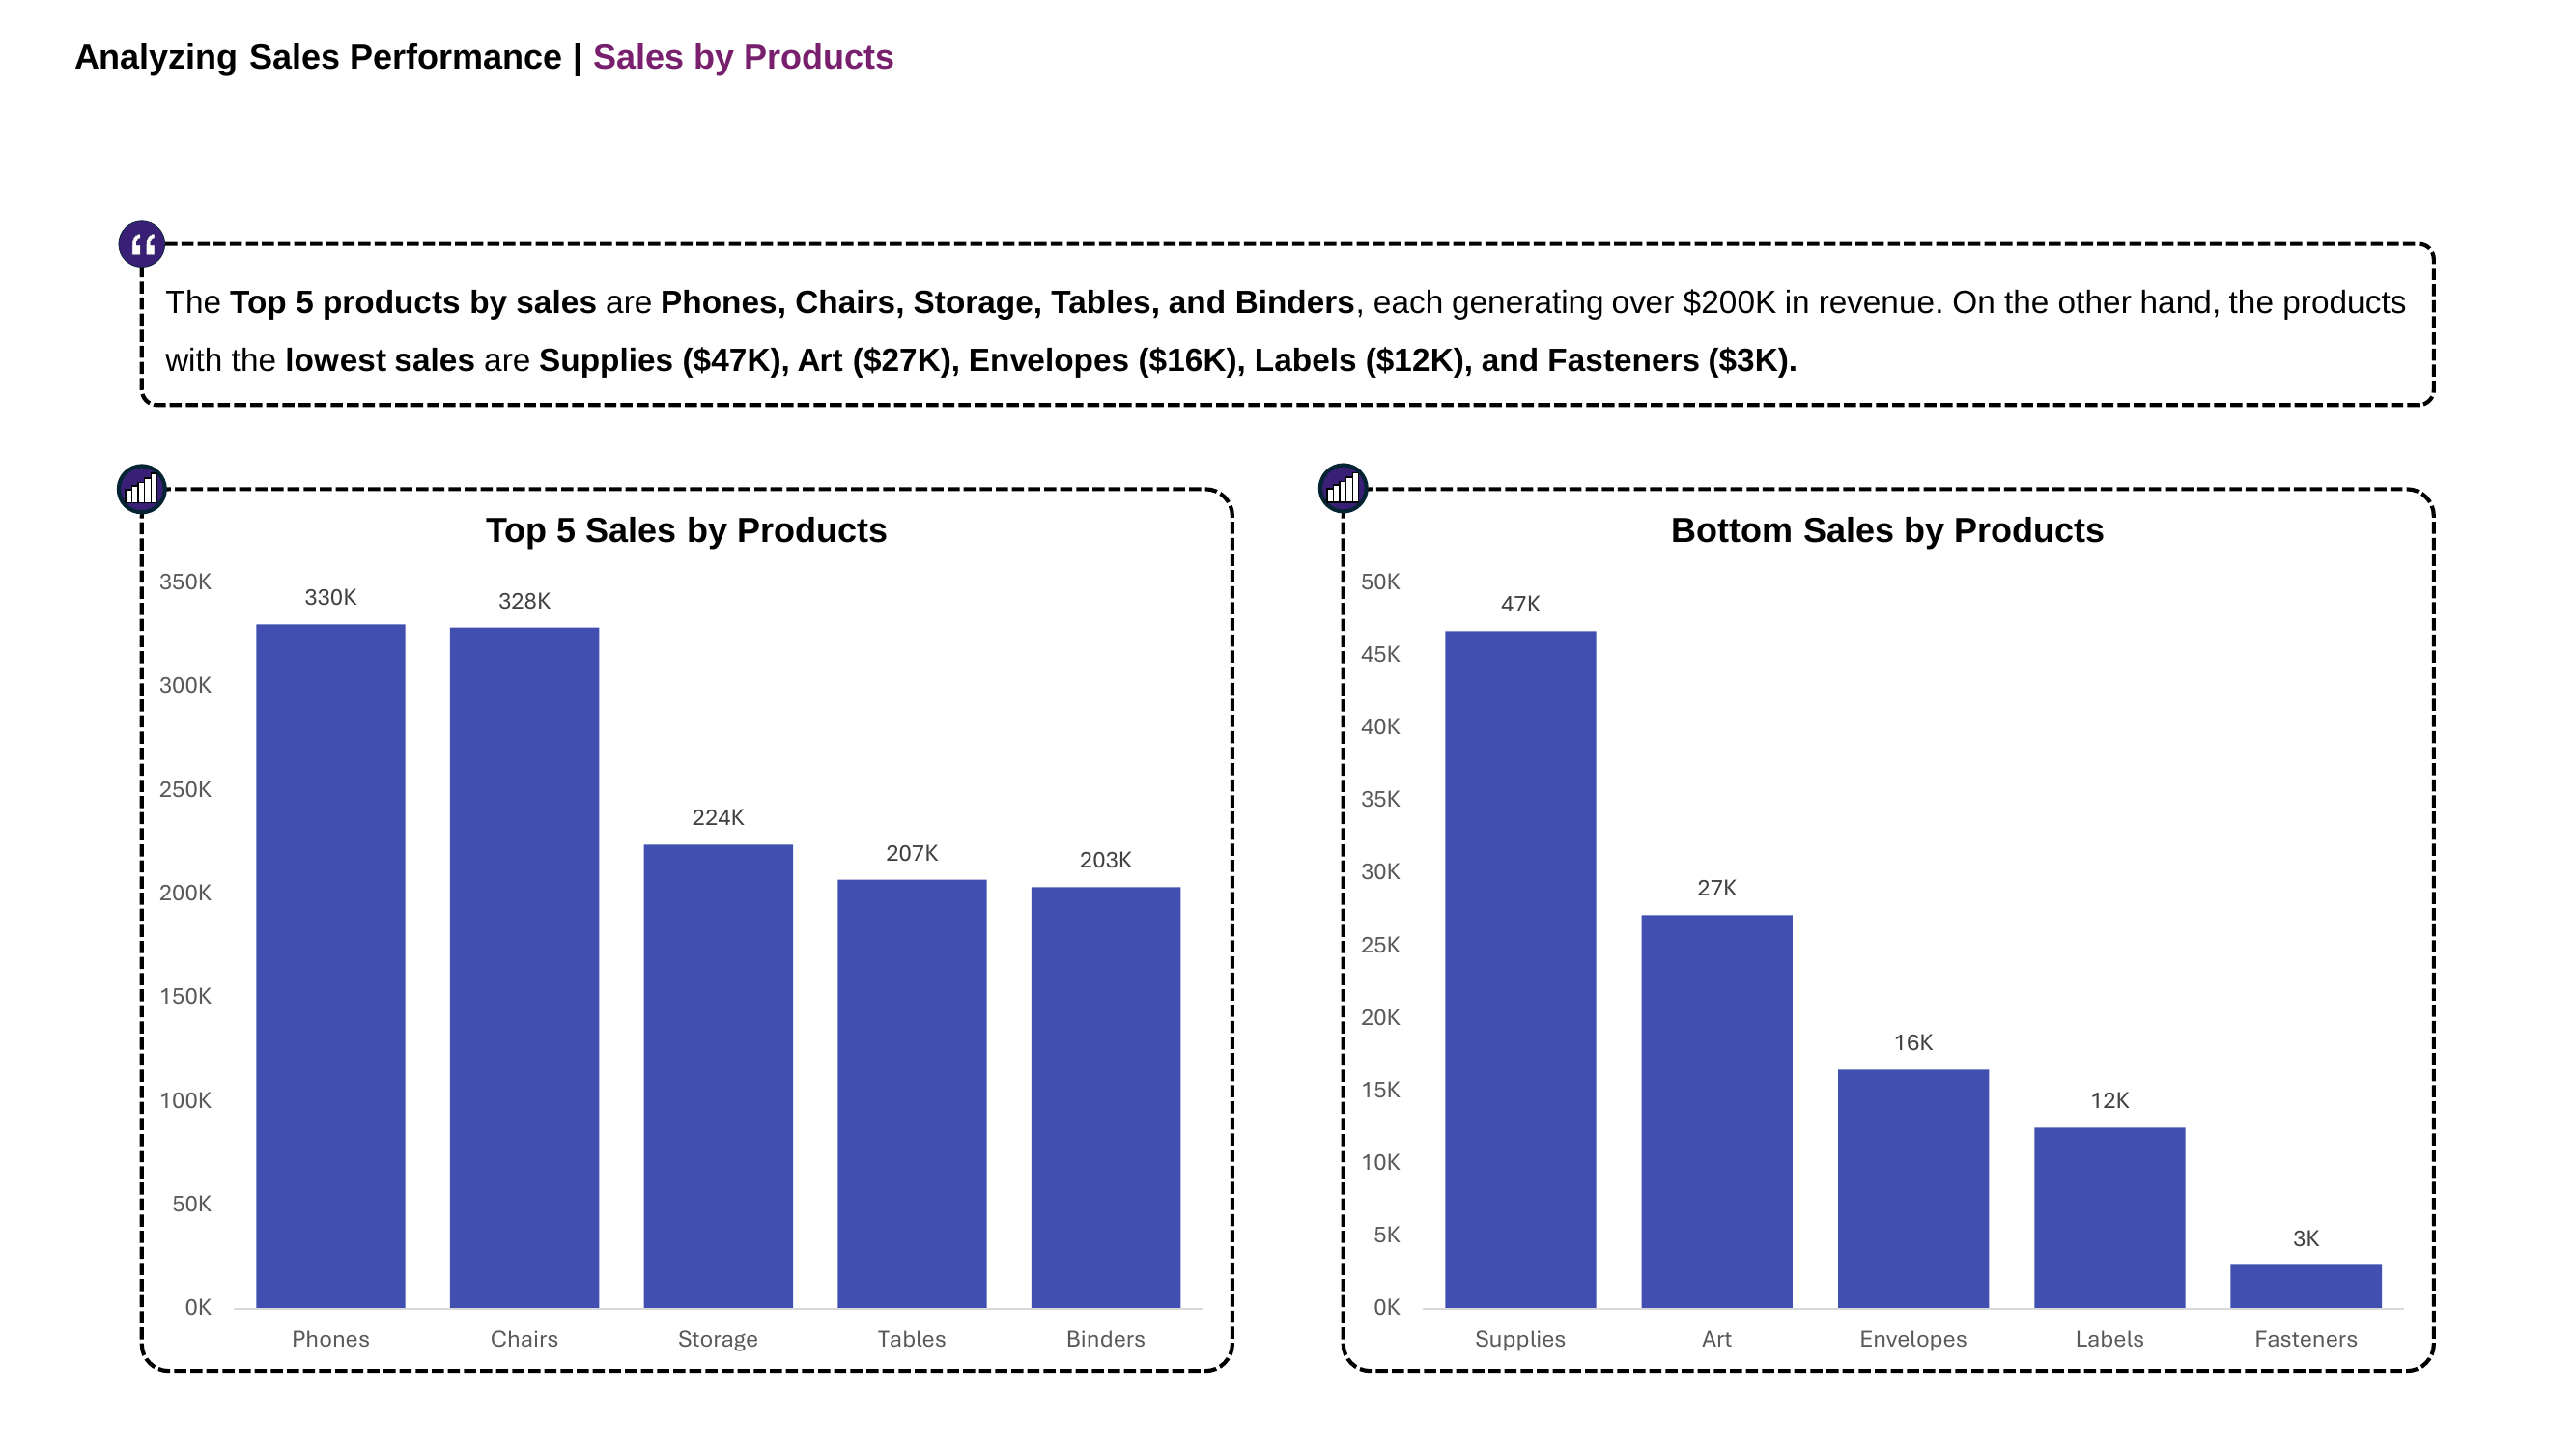 Analyzing Sales Performance | Sales by Products
The Top 5 products by sales are Phones, Chairs, Storage, Tables, and Binders, each generating over $200K in revenue. On the other hand, the products
with the lowest sales are Supplies ($47K), Art ($27K), Envelopes ($16K), Labels ($12K), and Fasteners ($3K).
Top 5 Sales by Products
350K
300K
250K
200K
150K
100K
50K
0K
330K
328K
224K
207K
203K
Phones Chairs Storage Tables Binders
Bottom Sales by Products
50K
45K
40K
35K
30K
25K
20K
15K
10K
5K
0K
47K
27K
16K
12K
3K
Supplies Art Envelopes Labels Fasteners